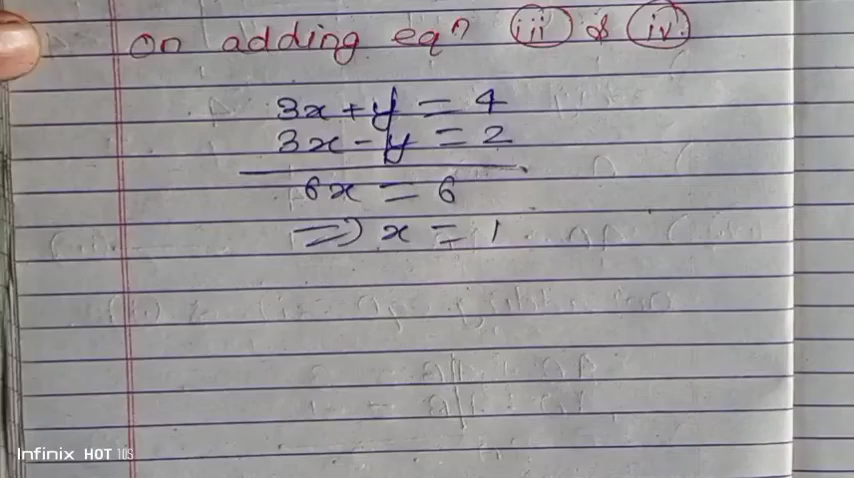 on adding eqn (iii) & (iv).
3x + y = 4
3x - y = 2
6x = 6
=> x = 1
Infinix HOT 10S